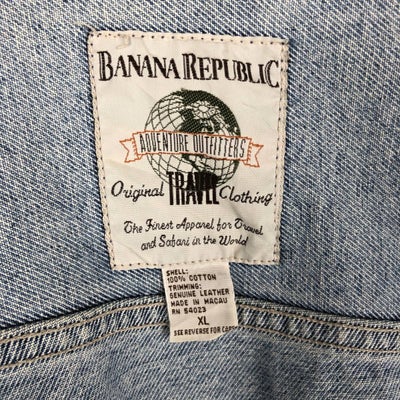 BANANA REPUBLIC
ADVENTURE OUTFITTERS
Original TRAVEL Clothing
The Finest Apparel for Travel
and Safari in the World
SHELL:
100% COTTON
TRIMMING:
GENUINE LEATHER
MADE IN MACAU
RN 54023
XL
SEE REVERSE FOR CARE